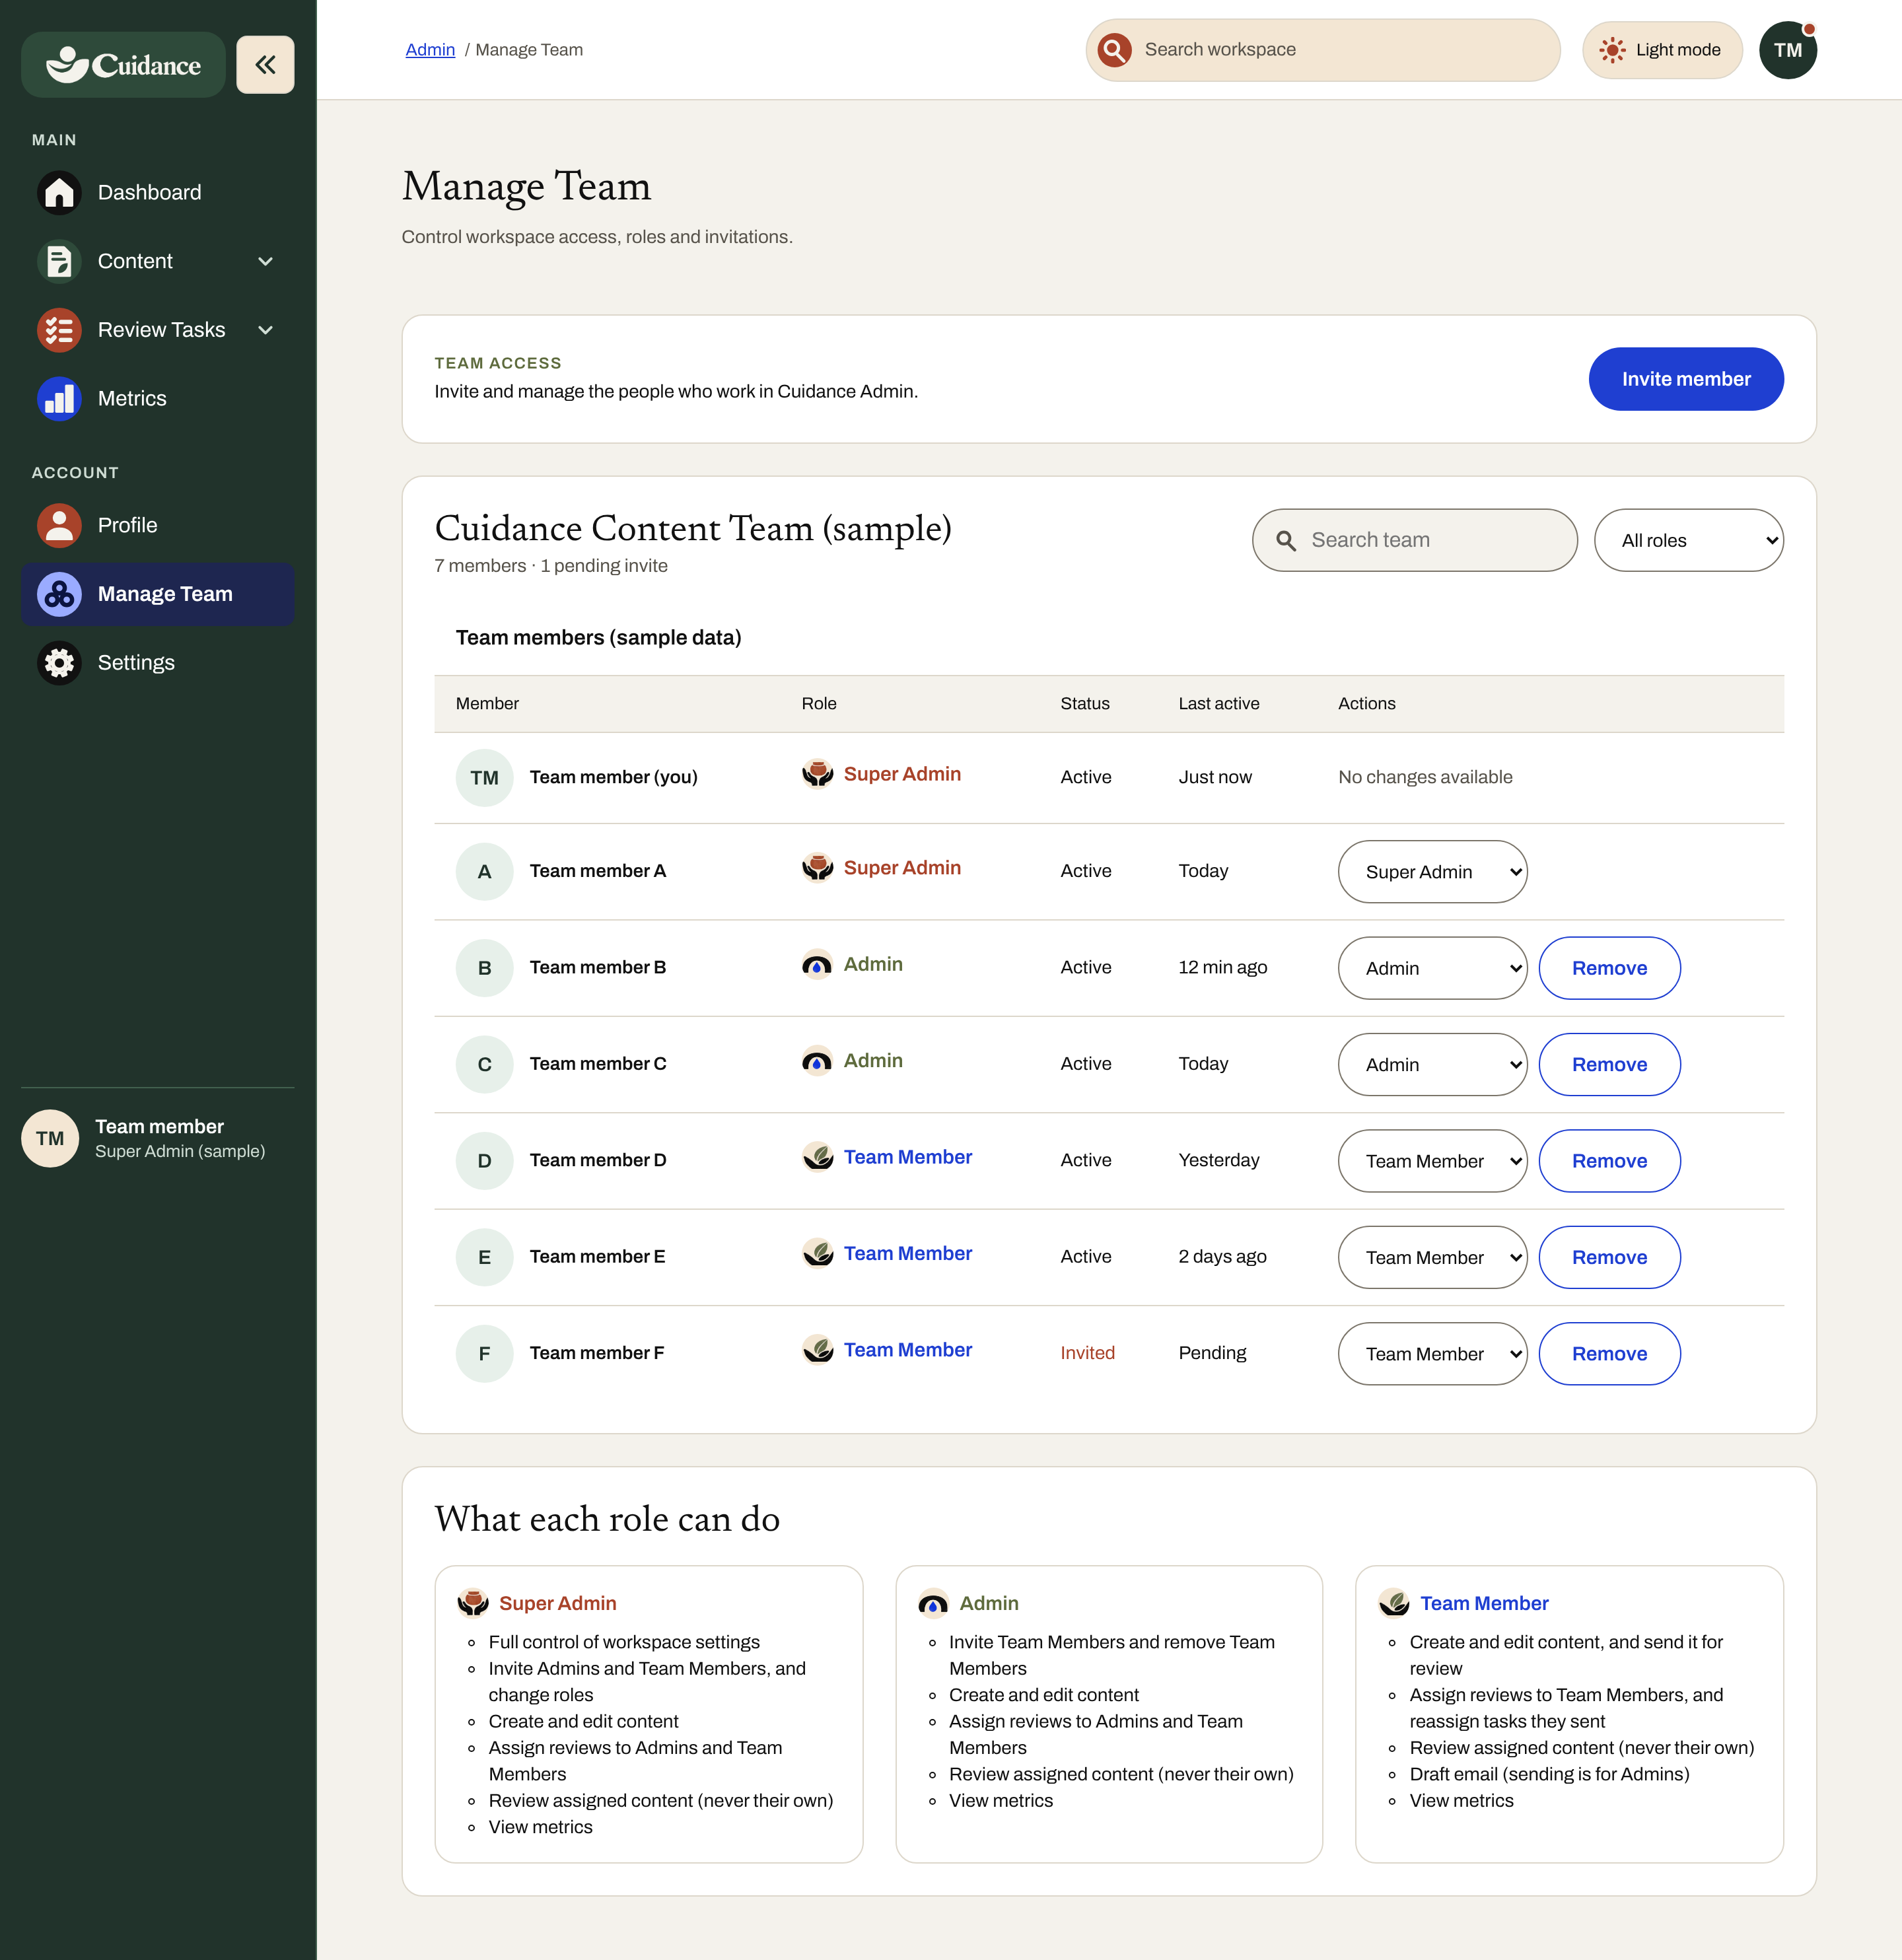 Cuidance
MAIN
Dashboard
Content
Review Tasks
Metrics
ACCOUNT
Profile
Manage Team
Settings
TM
Team member
Super Admin (sample)
Admin / Manage Team
Search workspace
Light mode
TM
Manage Team
Control workspace access, roles and invitations.
TEAM ACCESS
Invite and manage the people who work in Cuidance Admin.
Invite member
Cuidance Content Team (sample)
7 members · 1 pending invite
Search team
All roles
Team members (sample data)
Member Role Status Last active Actions
TM Team member (you) Super Admin Active Just now No changes available
A Team member A Super Admin Active Today Super Admin
B Team member B Admin Active 12 min ago Admin Remove
C Team member C Admin Active Today Admin Remove
D Team member D Team Member Active Yesterday Team Member Remove
E Team member E Team Member Active 2 days ago Team Member Remove
F Team member F Team Member Invited Pending Team Member Remove
What each role can do
Super Admin
Full control of workspace settings
Invite Admins and Team Members, and
change roles
Create and edit content
Assign reviews to Admins and Team
Members
Review assigned content (never their own)
View metrics
Admin
Invite Team Members and remove Team
Members
Create and edit content
Assign reviews to Admins and Team
Members
Review assigned content (never their own)
View metrics
Team Member
Create and edit content, and send it for
review
Assign reviews to Team Members, and
reassign tasks they sent
Review assigned content (never their own)
Draft email (sending is for Admins)
View metrics